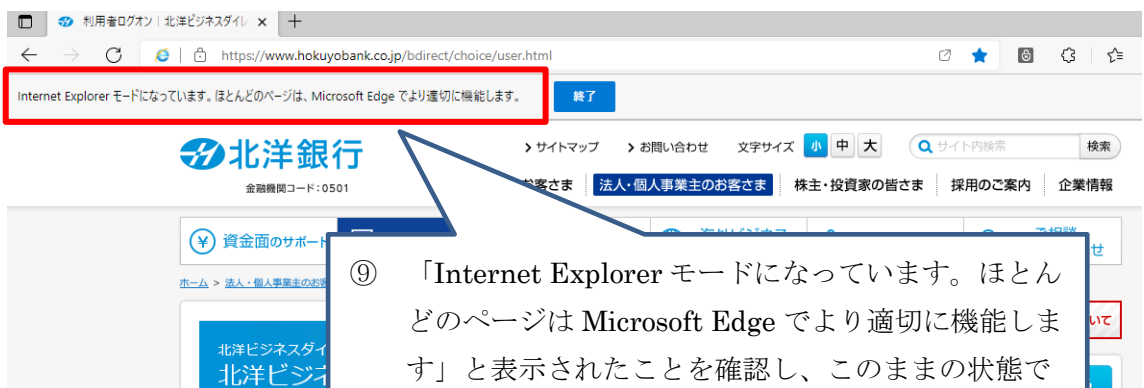 利用者ログオン | 北洋ビジネスダイレ
https://www.hokuyobank.co.jp/bdirect/choice/user.html
Internet Explorer モードになっています。ほとんどのページは、Microsoft Edge でより適切に機能します。 終了
北洋銀行
金融機関コード:0501
サイトマップ お問い合わせ 文字サイズ 小 中 大 サイト内検索 検索
お客さま 法人・個人事業主のお客さま 株主・投資家の皆さま 採用のご案内 企業情報
資金面のサポート
ホーム > 法人・個人事業主のお客
⑨ 「Internet Explorer モードになっています。ほとん
どのページは Microsoft Edge でより適切に機能しま
す」と表示されたことを確認し、このままの状態で
いて
北洋ビジネスダイ
北洋ビジネ